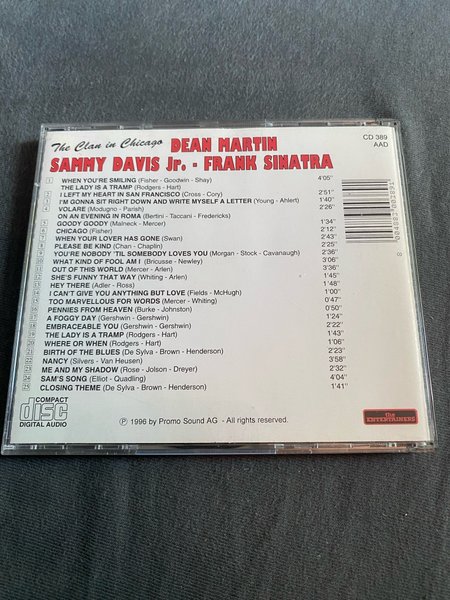 The Clan in Chicago DEAN MARTIN
SAMMY DAVIS Jr. - FRANK SINATRA
CD 389
AAD
WHEN YOU'RE SMILING (Fisher - Goodwin - Shay) 4'05"
THE LADY IS A TRAMP (Rodgers - Hart)
I LEFT MY HEART IN SAN FRANCISCO (Cross - Cory) 2'51"
I'M GONNA SIT RIGHT DOWN AND WRITE MYSELF A LETTER (Young - Ahlert) 1'40"
VOLARE (Modugno - Parish) 2'26"
ON AN EVENING IN ROMA (Bertini - Taccani - Fredericks)
GOODY GOODY (Malneck - Mercer) 1'34"
CHICAGO (Fisher) 2'12"
WHEN YOUR LOVER HAS GONE (Swan) 2'43"
PLEASE BE KIND (Chan - Chaplin) 2'25"
YOU'RE NOBODY 'TIL SOMEBODY LOVES YOU (Morgan - Stock - Cavanaugh) 2'36"
WHAT KIND OF FOOL AM I (Bricusse - Newley) 3'06"
OUT OF THIS WORLD (Mercer - Arlen) 3'36"
SHE'S FUNNY THAT WAY (Whiting - Arlen) 1'45"
HEY THERE (Adler - Ross) 1'48"
I CAN'T GIVE YOU ANYTHING BUT LOVE (Fields - McHugh) 1'00"
TOO MARVELLOUS FOR WORDS (Mercer - Whiting) 0'47"
PENNIES FROM HEAVEN (Burke - Johnston) 0'50"
A FOGGY DAY (Gershwin - Gershwin) 1'24"
EMBRACEABLE YOU (Gershwin - Gershwin) 2'22"
THE LADY IS A TRAMP (Rodgers - Hart) 1'43"
WHERE OR WHEN (Rodgers - Hart) 1'06"
BIRTH OF THE BLUES (De Sylva - Brown - Henderson) 2'23"
NANCY (Silvers - Van Heusen) 3'04"
ME AND MY SHADOW (Rose - Jolson - Dreyer) 2'32"
SAM'S SONG (Elliot - Quadling) 4'04"
CLOSING THEME (De Sylva - Brown - Henderson) 1'41"
COMPACT
disc
DIGITAL AUDIO
℗ 1996 by Promo Sound AG - All rights reserved.
the
ENTERTAINERS